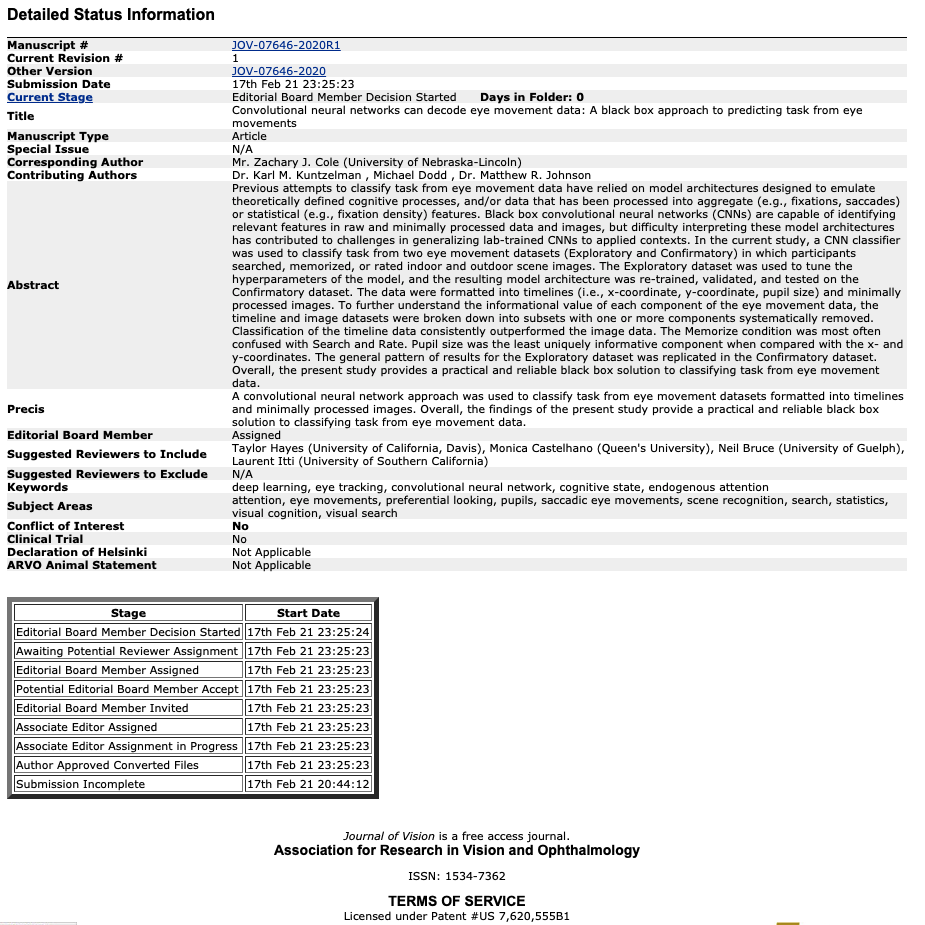 Detailed Status Information
Manuscript # JOV-07646-2020R1
Current Revision # 1
Other Version JOV-07646-2020
Submission Date 17th Feb 21 23:25:23
Current Stage Editorial Board Member Decision Started Days in Folder: 0
Title Convolutional neural networks can decode eye movement data: A black box approach to predicting task from eye
movements
Manuscript Type Article
Special Issue N/A
Corresponding Author Mr. Zachary J. Cole (University of Nebraska-Lincoln)
Contributing Authors Dr. Karl M. Kuntzelman , Michael Dodd , Dr. Matthew R. Johnson
Abstract Previous attempts to classify task from eye movement data have relied on model architectures designed to emulate
theoretically defined cognitive processes, and/or data that has been processed into aggregate (e.g., fixations, saccades)
or statistical (e.g., fixation density) features. Black box convolutional neural networks (CNNs) are capable of identifying
relevant features in raw and minimally processed data and images, but difficulty interpreting these model architectures
has contributed to challenges in generalizing lab-trained CNNs to applied contexts. In the current study, a CNN classifier
was used to classify task from two eye movement datasets (Exploratory and Confirmatory) in which participants
searched, memorized, or rated indoor and outdoor scene images. The Exploratory dataset was used to tune the
hyperparameters of the model, and the resulting model architecture was re-trained, validated, and tested on the
Confirmatory dataset. The data were formatted into timelines (i.e., x-coordinate, y-coordinate, pupil size) and minimally
processed images. To further understand the informational value of each component of the eye movement data, the
timeline and image datasets were broken down into subsets with one or more components systematically removed.
Classification of the timeline data consistently outperformed the image data. The Memorize condition was most often
confused with Search and Rate. Pupil size was the least uniquely informative component when compared with the x- and
y-coordinates. The general pattern of results for the Exploratory dataset was replicated in the Confirmatory dataset.
Overall, the present study provides a practical and reliable black box solution to classifying task from eye movement
data.
Precis A convolutional neural network approach was used to classify task from eye movement datasets formatted into timelines
and minimally processed images. Overall, the findings of the present study provide a practical and reliable black box
solution to classifying task from eye movement data.
Editorial Board Member Assigned
Suggested Reviewers to Include Taylor Hayes (University of California, Davis), Monica Castelhano (Queen's University), Neil Bruce (University of Guelph),
Laurent Itti (University of Southern California)
Suggested Reviewers to Exclude N/A
Keywords deep learning, eye tracking, convolutional neural network, cognitive state, endogenous attention
Subject Areas attention, eye movements, preferential looking, pupils, saccadic eye movements, scene recognition, search, statistics,
visual cognition, visual search
Conflict of Interest No
Clinical Trial No
Declaration of Helsinki Not Applicable
ARVO Animal Statement Not Applicable
Stage Start Date
Editorial Board Member Decision Started 17th Feb 21 23:25:24
Awaiting Potential Reviewer Assignment 17th Feb 21 23:25:23
Editorial Board Member Assigned 17th Feb 21 23:25:23
Potential Editorial Board Member Accept 17th Feb 21 23:25:23
Editorial Board Member Invited 17th Feb 21 23:25:23
Associate Editor Assigned 17th Feb 21 23:25:23
Associate Editor Assignment in Progress 17th Feb 21 23:25:23
Author Approved Converted Files 17th Feb 21 23:25:23
Submission Incomplete 17th Feb 21 20:44:12
Journal of Vision is a free access journal.
Association for Research in Vision and Ophthalmology
ISSN: 1534-7362
TERMS OF SERVICE
Licensed under Patent #US 7,620,555B1